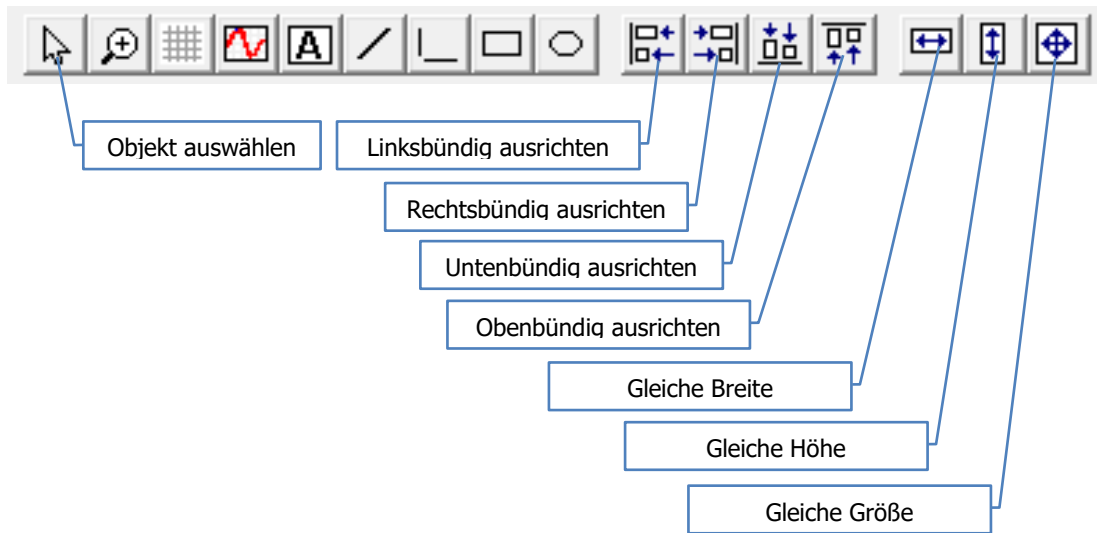 A
Objekt auswählen
Linksbündig ausrichten
Rechtsbündig ausrichten
Untenbündig ausrichten
Obenbündig ausrichten
Gleiche Breite
Gleiche Höhe
Gleiche Größe